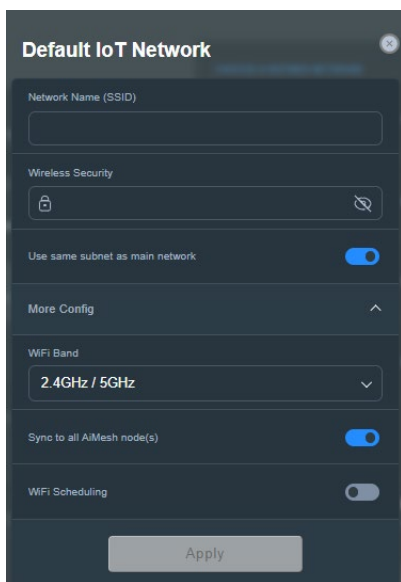 Default IoT Network
Network Name (SSID)
Wireless Security
Use same subnet as main network
More Config
WiFi Band
2.4GHz / 5GHz
Sync to all AiMesh node(s)
WiFi Scheduling
Apply